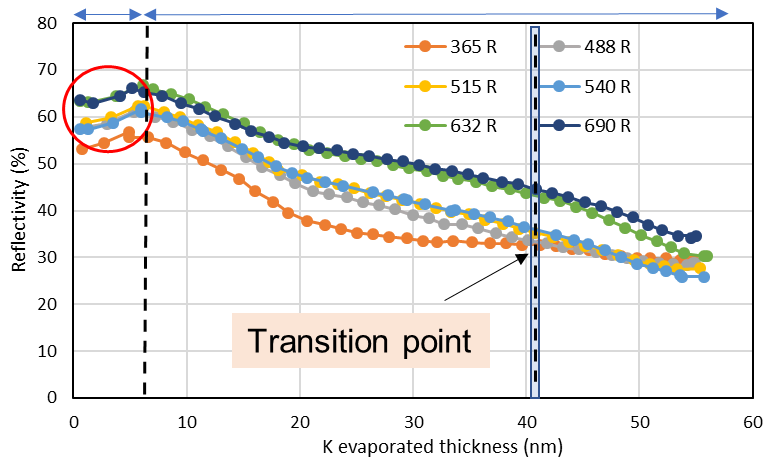 80
70
60
50
40
30
20
10
0
Reflectivity (%)
365 R
488 R
515 R
540 R
632 R
690 R
Transition point
0 10 20 30 40 50 60
K evaporated thickness (nm)